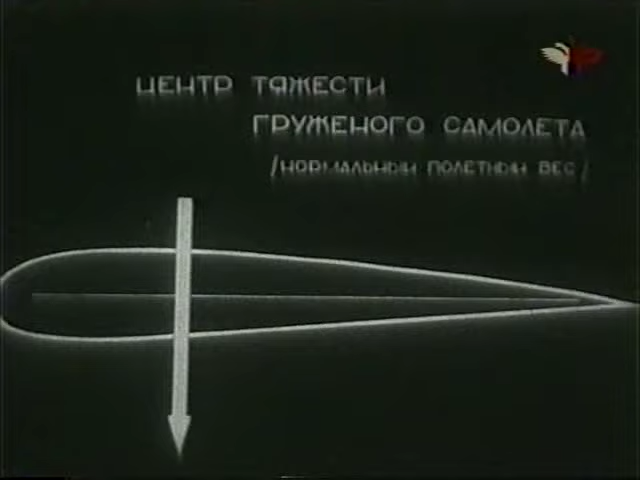 ЦЕНТР ТЯЖЕСТИ
ГРУЖЕНОГО САМОЛЕТА
/НОРМАЛЬНЫЙ ПОЛЕТНЫЙ ВЕС/